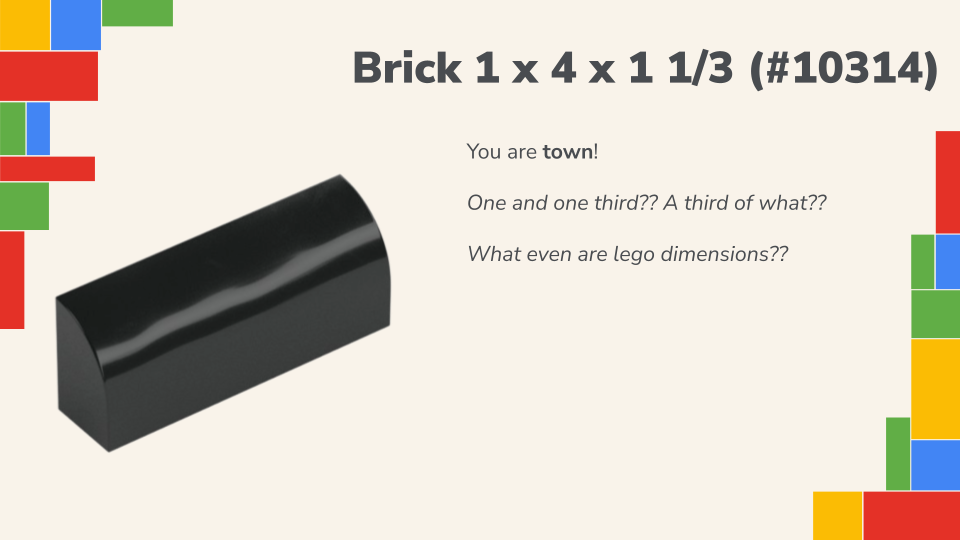 Brick 1 x 4 x 1 1/3 (#10314)
You are town!
One and one third?? A third of what??
What even are lego dimensions??